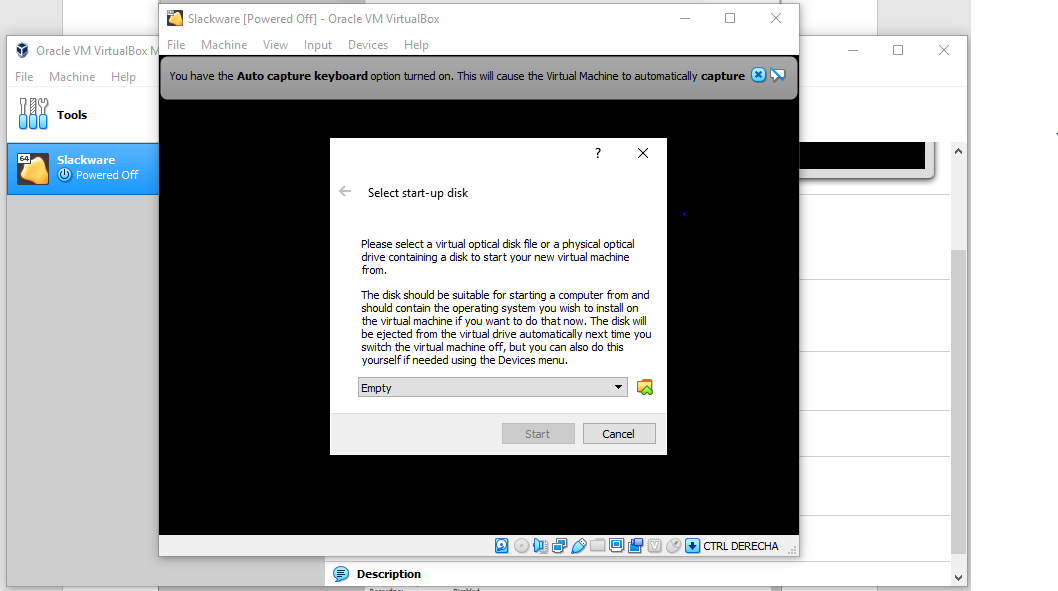 Slackware [Powered Off] - Oracle VM VirtualBox
File Machine View Input Devices Help
Oracle VM VirtualBox M
File Machine Help
You have the Auto capture keyboard option turned on. This will cause the Virtual Machine to automatically capture
Tools
64
Slackware
Powered Off
?
Select start-up disk
Please select a virtual optical disk file or a physical optical
drive containing a disk to start your new virtual machine
from.
The disk should be suitable for starting a computer from and
should contain the operating system you wish to install on
the virtual machine if you want to do that now. The disk will
be ejected from the virtual drive automatically next time you
switch the virtual machine off, but you can also do this
yourself if needed using the Devices menu.
Empty
Start Cancel
CTRL DERECHA
Description